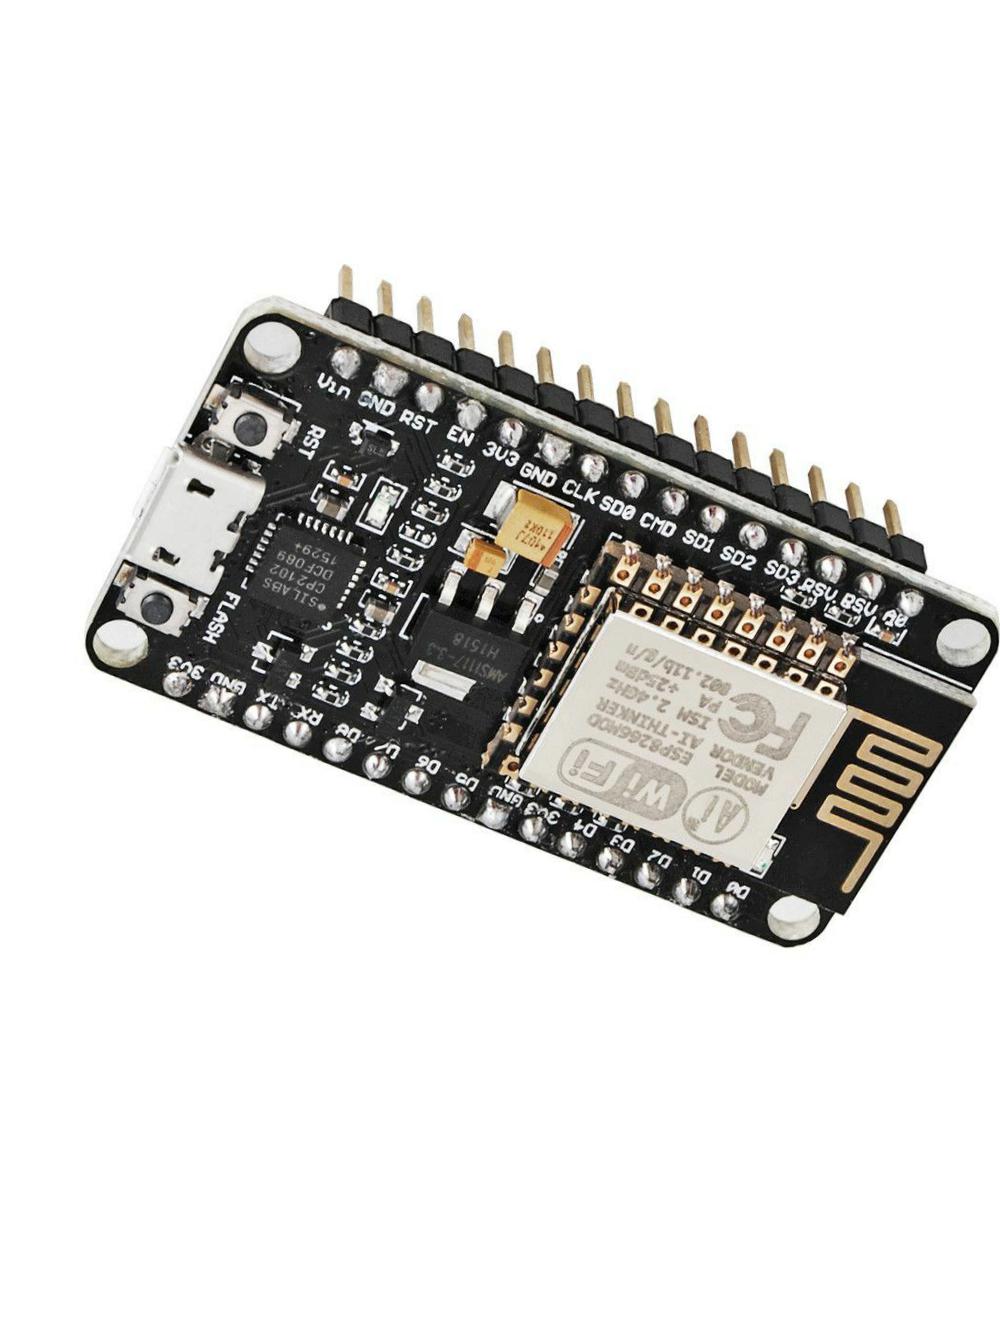 Vin
GND
RST
EN
3V3
GND
CLK
SD0
CMD
SD1
SD2
SD3
RSV
RSV
A0
RST
FLASH
SILABS
CP2102
DCF089
1529+
AMS1117-3.3
H1518
107J
MODEL ESP8266MOD
VENDOR AI-THINKER
ISM 2.4GHz
PA +25dBm
802.11b/g/n
FC
Ai
WiFi
3V3
GND
TX
RX
D8
D7
D6
D5
GND
3V3
D4
D3
D2
D1
D0